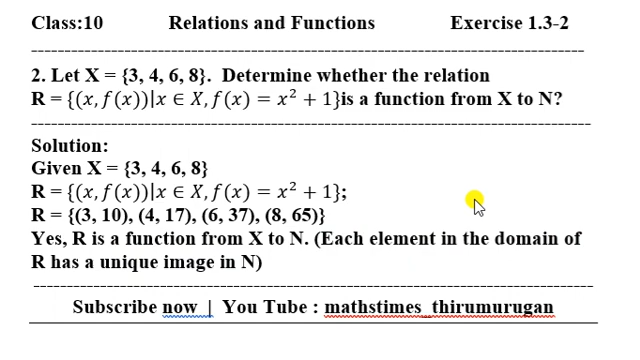 Class:10 Relations and Functions Exercise 1.3-2
2. Let X = {3, 4, 6, 8}. Determine whether the relation
R = {(x, f(x))|x ∈ X, f(x) = x² + 1}is a function from X to N?
Solution:
Given X = {3, 4, 6, 8}
R = {(x, f(x))|x ∈ X, f(x) = x² + 1};
R = {(3, 10), (4, 17), (6, 37), (8, 65)}
Yes, R is a function from X to N. (Each element in the domain of
R has a unique image in N)
Subscribe now | You Tube : mathstimes_thirumurugan